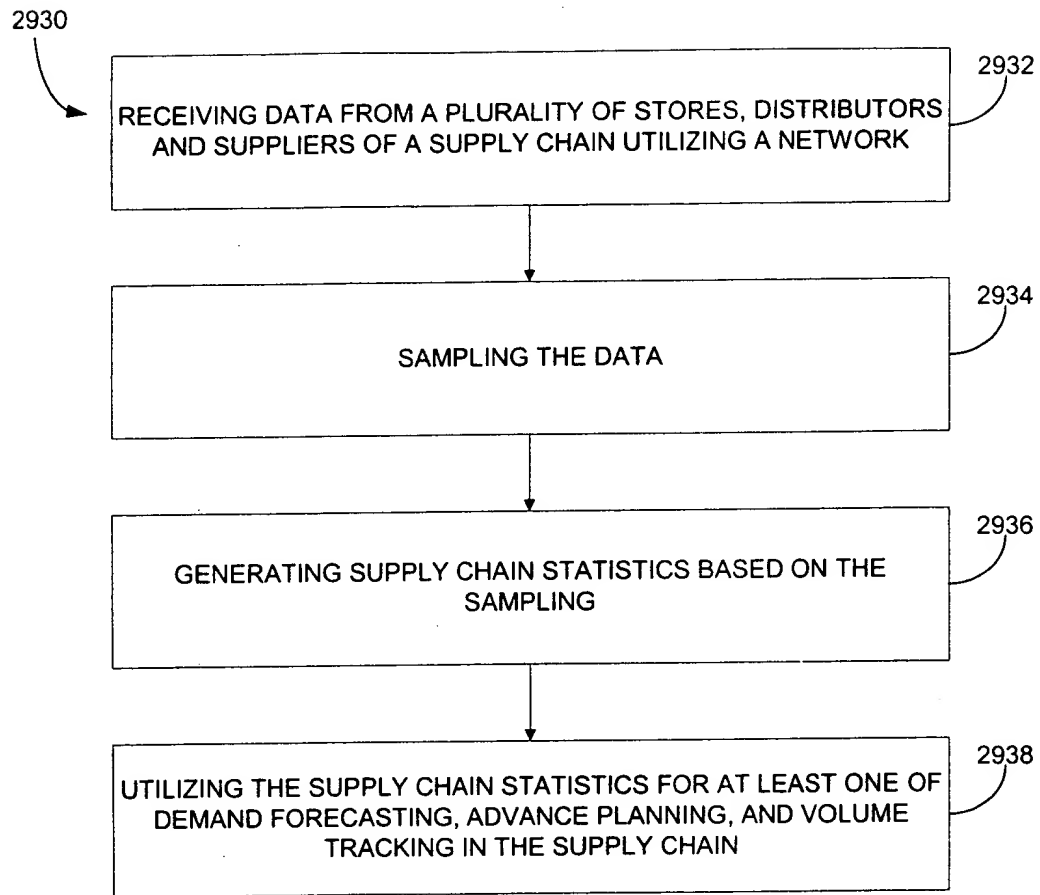 2930
2932
RECEIVING DATA FROM A PLURALITY OF STORES, DISTRIBUTORS
AND SUPPLIERS OF A SUPPLY CHAIN UTILIZING A NETWORK
2934
SAMPLING THE DATA
2936
GENERATING SUPPLY CHAIN STATISTICS BASED ON THE
SAMPLING
2938
UTILIZING THE SUPPLY CHAIN STATISTICS FOR AT LEAST ONE OF
DEMAND FORECASTING, ADVANCE PLANNING, AND VOLUME
TRACKING IN THE SUPPLY CHAIN